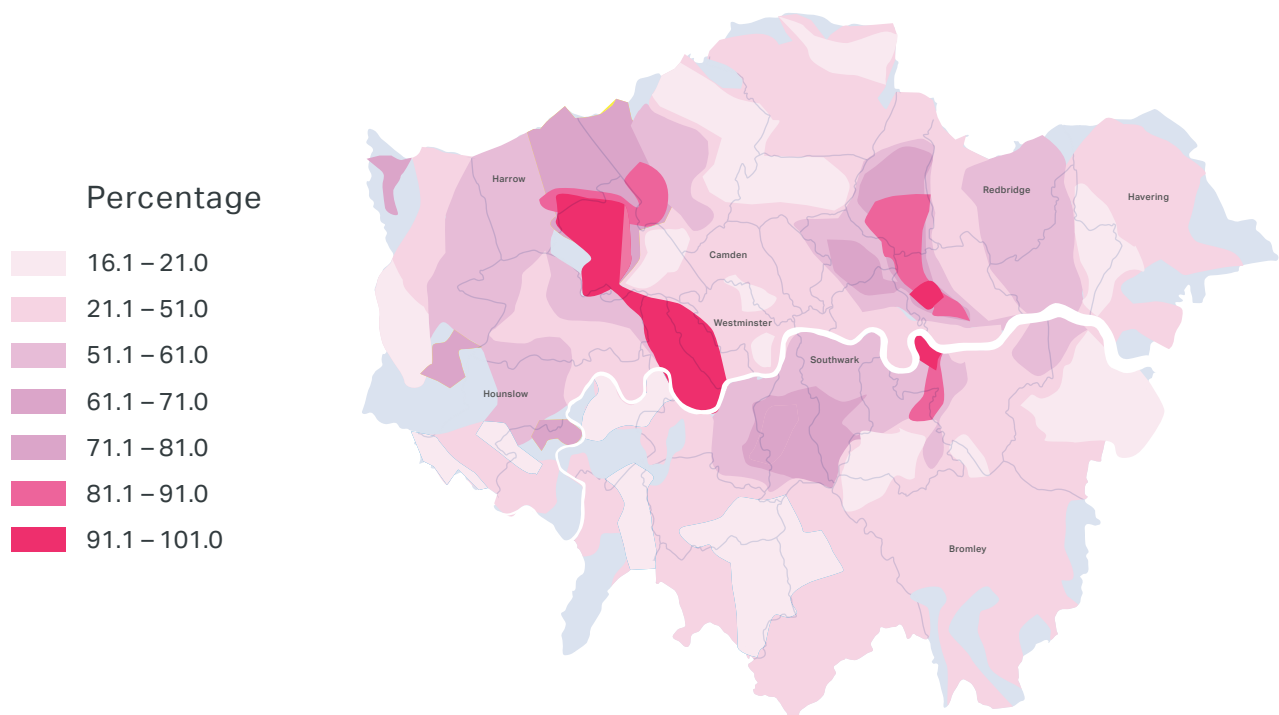 Percentage
16.1 – 21.0
21.1 – 51.0
51.1 – 61.0
61.1 – 71.0
71.1 – 81.0
81.1 – 91.0
91.1 – 101.0
Harrow
Redbridge
Havering
Camden
Westminster
Southwark
Hounslow
Bromley